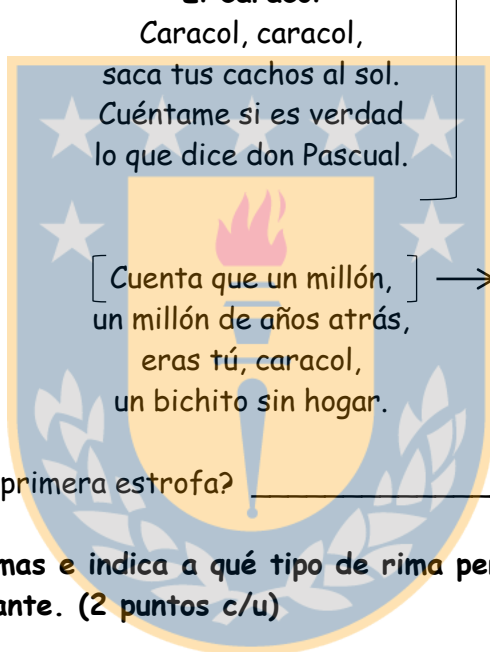 Caracol, caracol,
saca tus cachos al sol.
Cuéntame si es verdad
lo que dice don Pascual.
Cuenta que un millón,
un millón de años atrás,
eras tú, caracol,
un bichito sin hogar.
primera estrofa? ____________
mas e indica a qué tipo de rima per
ante. (2 puntos c/u)